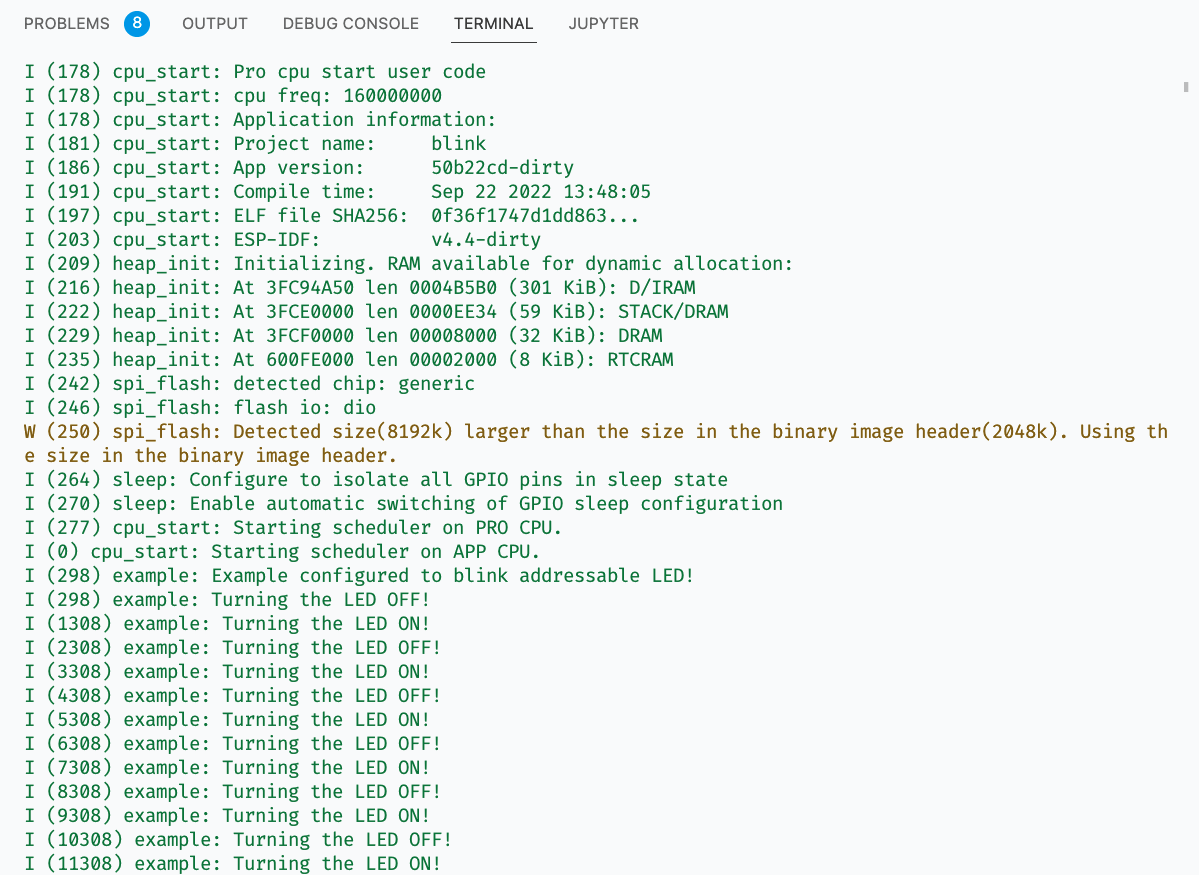 PROBLEMS 8 OUTPUT DEBUG CONSOLE TERMINAL JUPYTER
I (178) cpu_start: Pro cpu start user code
I (178) cpu_start: cpu freq: 160000000
I (178) cpu_start: Application information:
I (181) cpu_start: Project name:     blink
I (186) cpu_start: App version:      50b22cd-dirty
I (191) cpu_start: Compile time:     Sep 22 2022 13:48:05
I (197) cpu_start: ELF file SHA256:  0f36f1747d1dd863...
I (203) cpu_start: ESP-IDF:          v4.4-dirty
I (209) heap_init: Initializing. RAM available for dynamic allocation:
I (216) heap_init: At 3FC94A50 len 0004B5B0 (301 KiB): D/IRAM
I (222) heap_init: At 3FCE0000 len 0000EE34 (59 KiB): STACK/DRAM
I (229) heap_init: At 3FCF0000 len 00008000 (32 KiB): DRAM
I (235) heap_init: At 600FE000 len 00002000 (8 KiB): RTCRAM
I (242) spi_flash: detected chip: generic
I (246) spi_flash: flash io: dio
W (250) spi_flash: Detected size(8192k) larger than the size in the binary image header(2048k). Using th
e size in the binary image header.
I (264) sleep: Configure to isolate all GPIO pins in sleep state
I (270) sleep: Enable automatic switching of GPIO sleep configuration
I (277) cpu_start: Starting scheduler on PRO CPU.
I (0) cpu_start: Starting scheduler on APP CPU.
I (298) example: Example configured to blink addressable LED!
I (298) example: Turning the LED OFF!
I (1308) example: Turning the LED ON!
I (2308) example: Turning the LED OFF!
I (3308) example: Turning the LED ON!
I (4308) example: Turning the LED OFF!
I (5308) example: Turning the LED ON!
I (6308) example: Turning the LED OFF!
I (7308) example: Turning the LED ON!
I (8308) example: Turning the LED OFF!
I (9308) example: Turning the LED ON!
I (10308) example: Turning the LED OFF!
I (11308) example: Turning the LED ON!